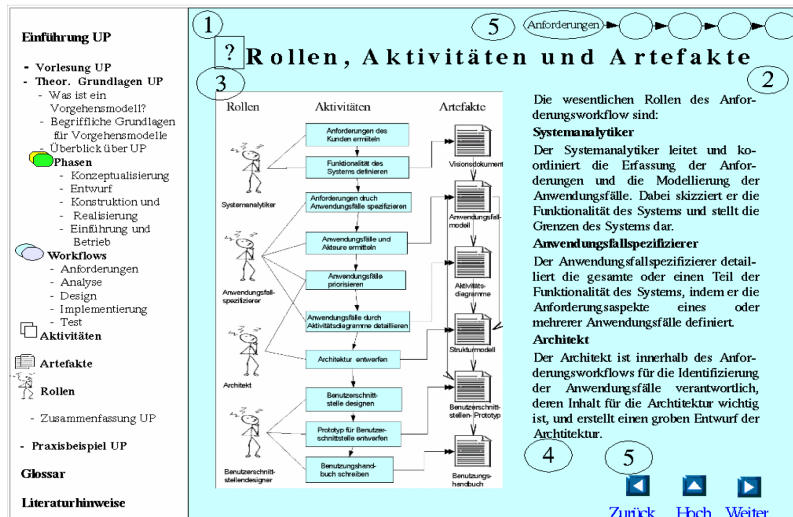 Einführung UP
- Vorlesung UP
- Theor. Grundlagen UP
- Was ist ein
Vorgehensmodell?
- Begriffliche Grundlagen
für Vorgehensmodelle
- Überblick über UP
Phasen
- Konzeptualisierung
- Entwurf
- Konstruktion und
- Realisierung
- Einführung und
Betrieb
Workflows
- Anforderungen
- Analyse
- Design
- Implementierung
- Test
Aktivitäten
Artefakte
Rollen
- Zusammenfassung UP
- Praxisbeispiel UP
Glossar
Literaturhinweise
1
5
Anforderungen
?
Rollen, Aktivitäten und Artefakte
2
3
Rollen
Aktivitäten
Artefakte
Anforderungen des
Kunden ermitteln
Funktionalität des
Systems definieren
Visionsdokument
Systemanalytiker
Anforderungen druch
Anwendungsfälle spezifizieren
Anwendungsfall-
modell
Anwendungsfälle und
Akteure ermitteln
Anwendungsfälle
priorisieren
Anwendungsfall-
spezifizierer
Aktivitäts-
diagramme
Anwendungsfälle durch
Aktivitätsdiagramme detaillieren
Strukturmodell
Architektur entwerfen
Architekt
Benutzerschnitt-
stelle designen
Benutzerschnitt-
stellen- Prototyp
Prototyp für Benutzer-
schnittstelle entwerfen
Benutzungshand-
buch schreiben
Benutzerschnitt-
stellendesigner
Benutzungs-
handbuch
Die wesentlichen Rollen des Anfor-
derungsworkflow sind:
Systemanalytiker
Der Systemanalytiker leitet und ko-
ordiniert die Erfassung der Anfor-
derungen und die Modellierung der
Anwendungsfälle. Dabei skizziert er die
Funktionalität des Systems und stellt die
Grenzen des Systems dar.
Anwendungsfallspezifizierer
Der Anwendungsfallspezifizierer detail-
liert die gesamte oder einen Teil der
Funktionalität des Systems, indem er die
Anforderungsaspekte eines oder
mehrerer Anwendungsfälle definiert.
Architekt
Der Architekt ist innerhalb des Anfor-
derungsworkflows für die Identifizierung
der Anwendungsfälle verantwortlich,
deren Inhalt für die Architektur wichtig
ist, und erstellt einen groben Entwurf der
Architektur.
4
5
Zurück Hoch Weiter